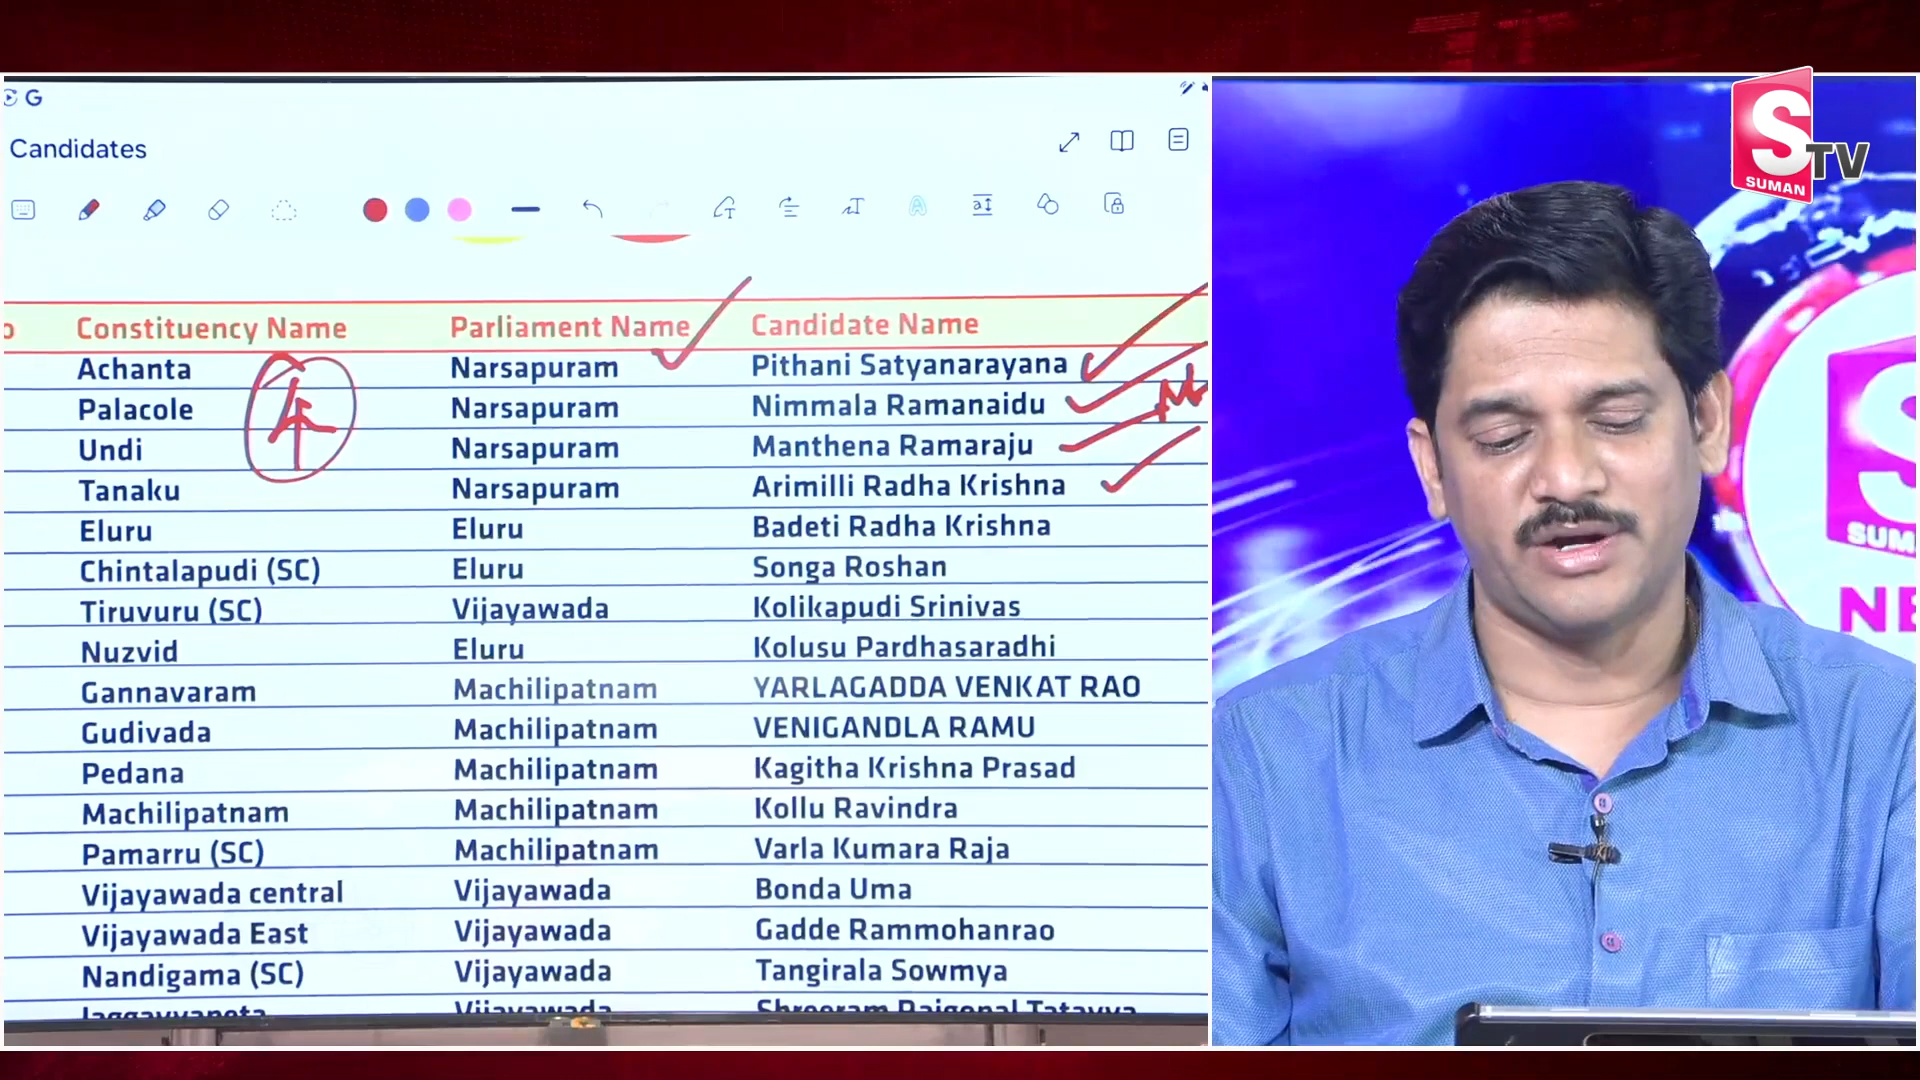 G
Candidates
Constituency Name Parliament Name Candidate Name
Achanta Narsapuram Pithani Satyanarayana
Palacole Narsapuram Nimmala Ramanaidu
Undi Narsapuram Manthena Ramaraju
Tanaku Narsapuram Arimilli Radha Krishna
Eluru Eluru Badeti Radha Krishna
Chintalapudi (SC) Eluru Songa Roshan
Tiruvuru (SC) Vijayawada Kolikapudi Srinivas
Nuzvid Eluru Kolusu Pardhasaradhi
Gannavaram Machilipatnam YARLAGADDA VENKAT RAO
Gudivada Machilipatnam VENIGANDLA RAMU
Pedana Machilipatnam Kagitha Krishna Prasad
Machilipatnam Machilipatnam Kollu Ravindra
Pamarru (SC) Machilipatnam Varla Kumara Raja
Vijayawada central Vijayawada Bonda Uma
Vijayawada East Vijayawada Gadde Rammohanrao
Nandigama (SC) Vijayawada Tangirala Sowmya
Vijayawada
S TV
SUMAN
S
SUM
NE